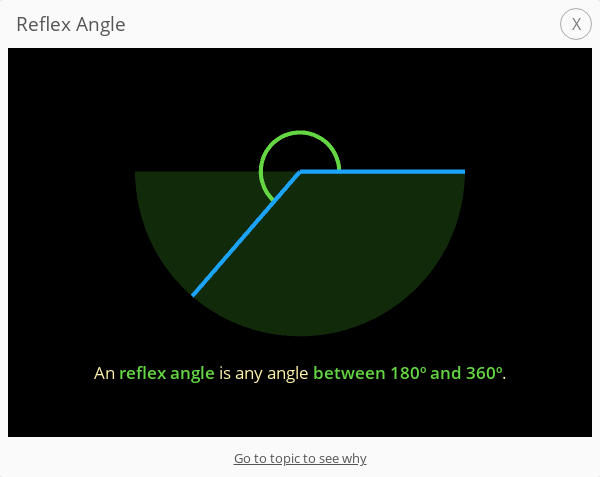 Reflex Angle
X
An reflex angle is any angle between 180º and 360º.
Go to topic to see why